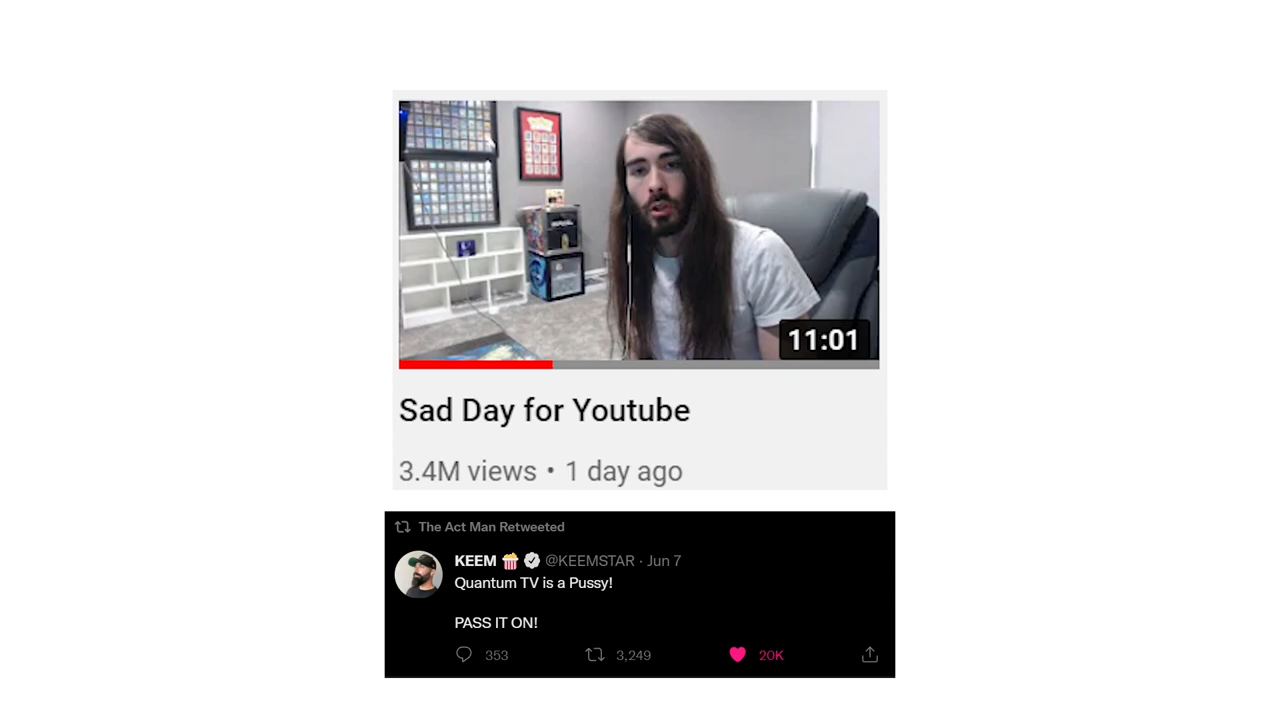 11:01
Sad Day for Youtube
3.4M views • 1 day ago
The Act Man Retweeted
KEEM 🍿 @KEEMSTAR · Jun 7
Quantum TV is a Pussy!
PASS IT ON!
353 3,249 20K